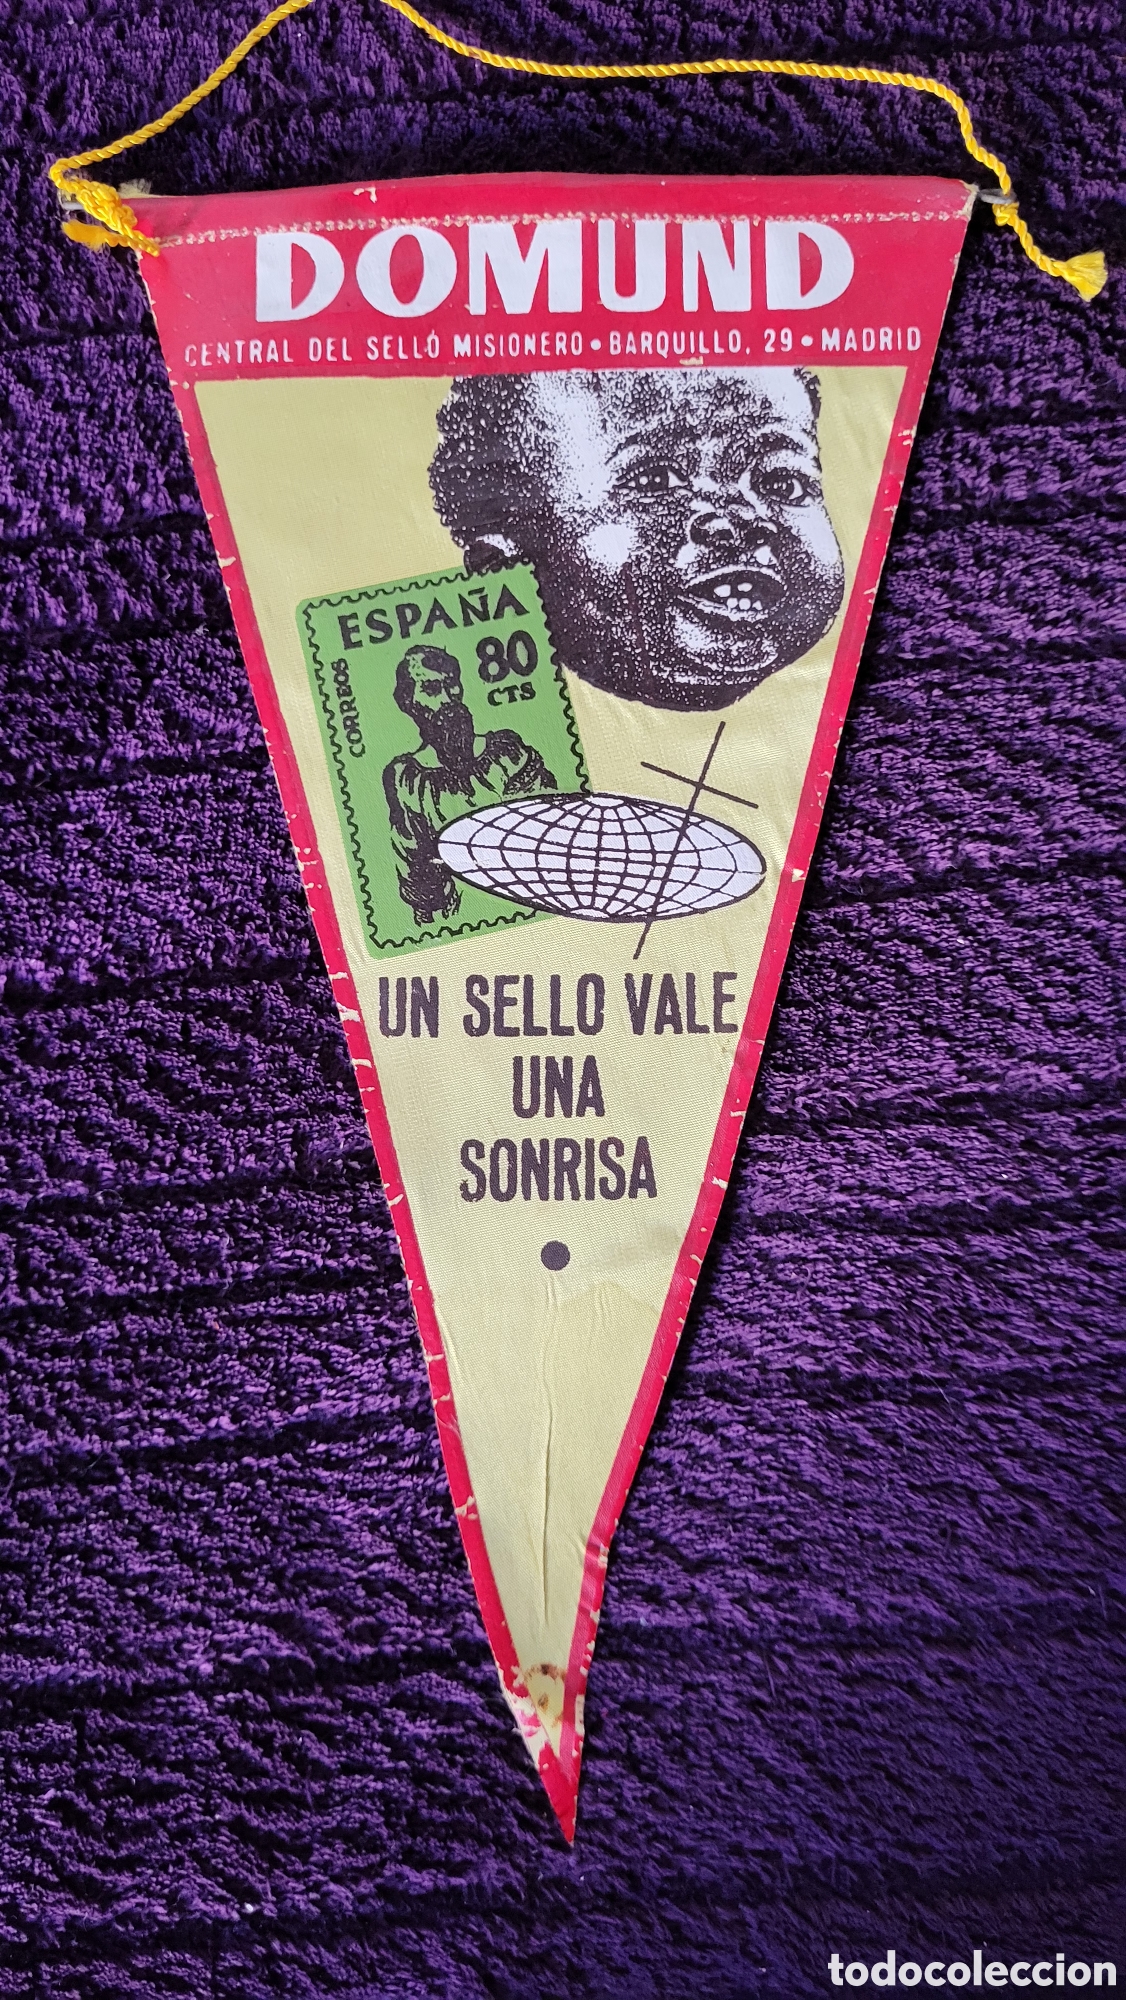 DOMUND
CENTRAL DEL SELLO MISIONERO • BARQUILLO, 29 • MADRID
ESPAÑA
80
CTS
CORREOS
UN SELLO VALE
UNA
SONRISA
todocoleccion